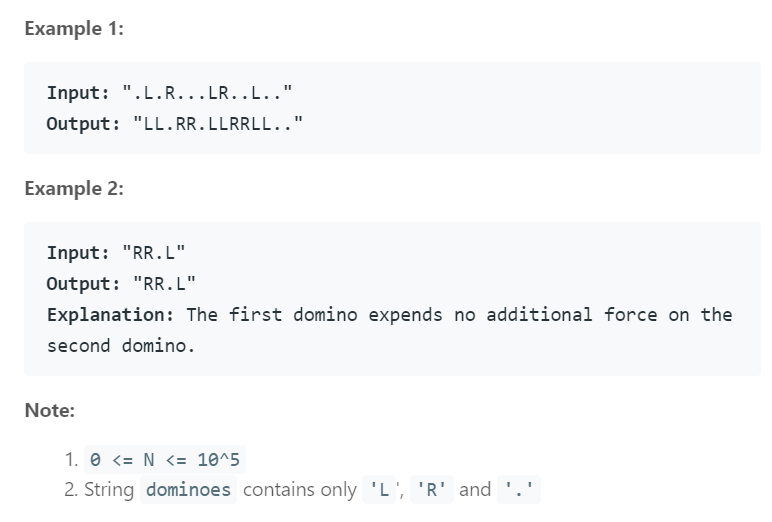 Example 1:
Input: ".L.R...LR..L.."
Output: "LL.RR.LLRRLL.."
Example 2:
Input: "RR.L"
Output: "RR.L"
Explanation: The first domino expends no additional force on the
second domino.
Note:
1. 0 <= N <= 10^5
2. String dominoes contains only 'L', 'R' and '.'